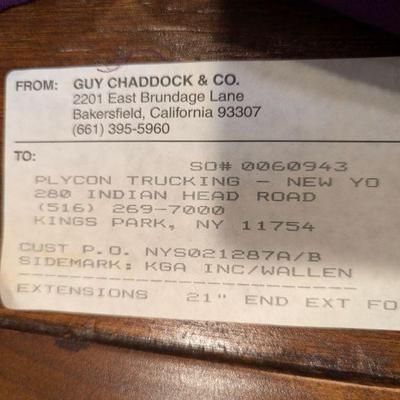 FROM: GUY CHADDOCK & CO.
2201 East Brundage Lane
Bakersfield, California 93307
(661) 395-5960
TO:
SO# 0060943
PLYCON TRUCKING - NEW YO
280 INDIAN HEAD ROAD
(516) 269-7000
KINGS PARK, NY 11754
CUST P.O. NYS021287A/B
SIDEMARK: KGA INC/WALLEN
EXTENSIONS 21" END EXT FO